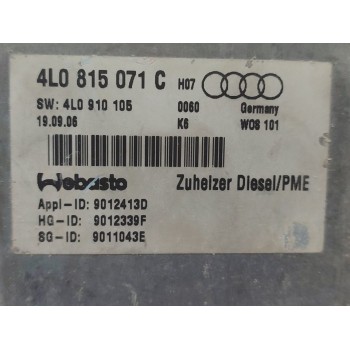 4L0 815 071 C H07
SW: 4L0 910 105 0060 Germany
19.09.06 K6 WOS 101
Webasto Zuheizer Diesel/PME
Appl-ID: 9012413D
HG-ID: 9012339F
SG-ID: 9011043E